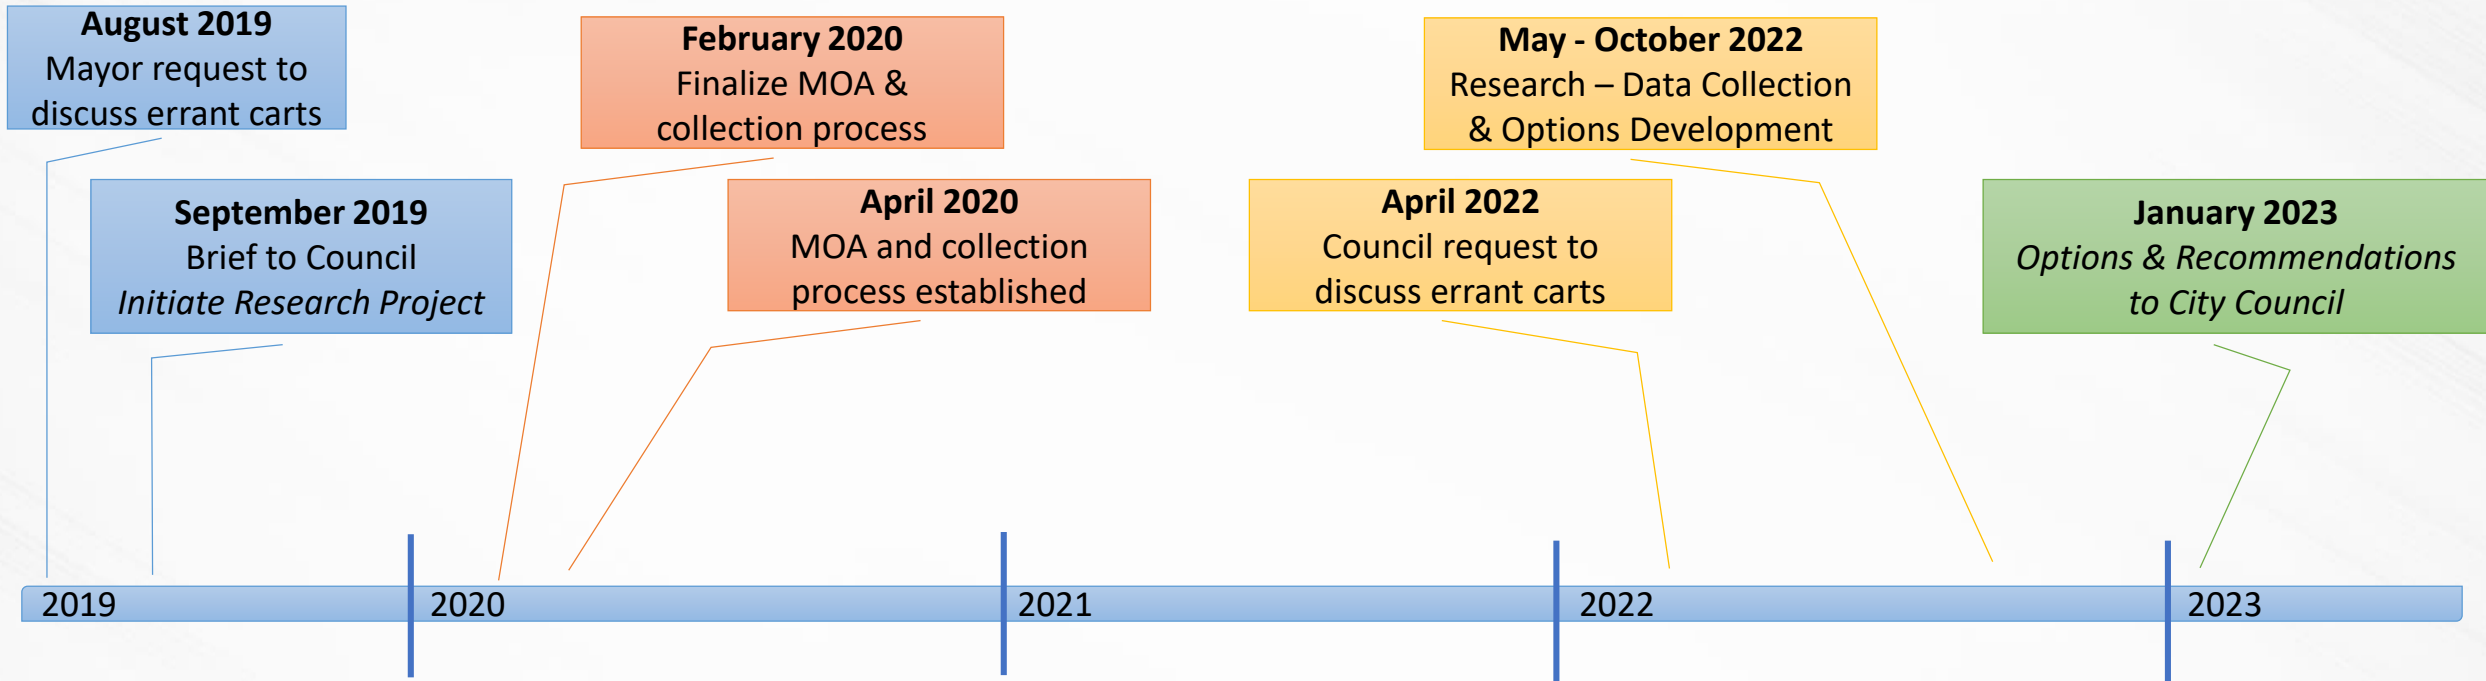 August 2019
Mayor request to
discuss errant carts
September 2019
Brief to Council
Initiate Research Project
February 2020
Finalize MOA &
collection process
April 2020
MOA and collection
process established
May - October 2022
Research – Data Collection
& Options Development
April 2022
Council request to
discuss errant carts
January 2023
Options & Recommendations
to City Council
2019
2020
2021
2022
2023